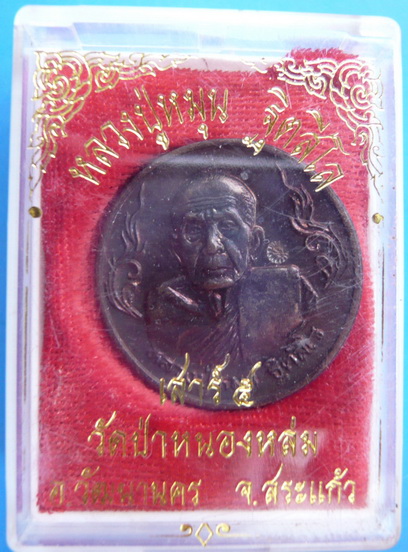 หลวงปู่หมุน ฐิตสีโล
เสาร์ ๕
วัดป่าหนองหล่ม
อ.วัฒนานคร จ.สระแก้ว